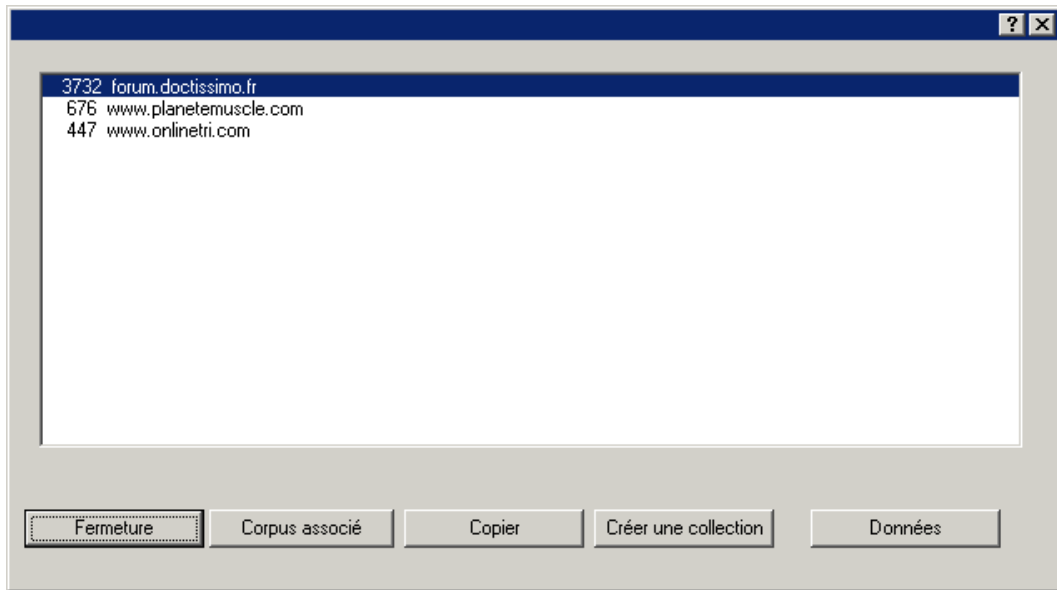 3732 forum.doctissimo.fr
676 www.planetemuscle.com
447 www.onlinetri.com
Fermeture Corpus associé Copier Créer une collection Données